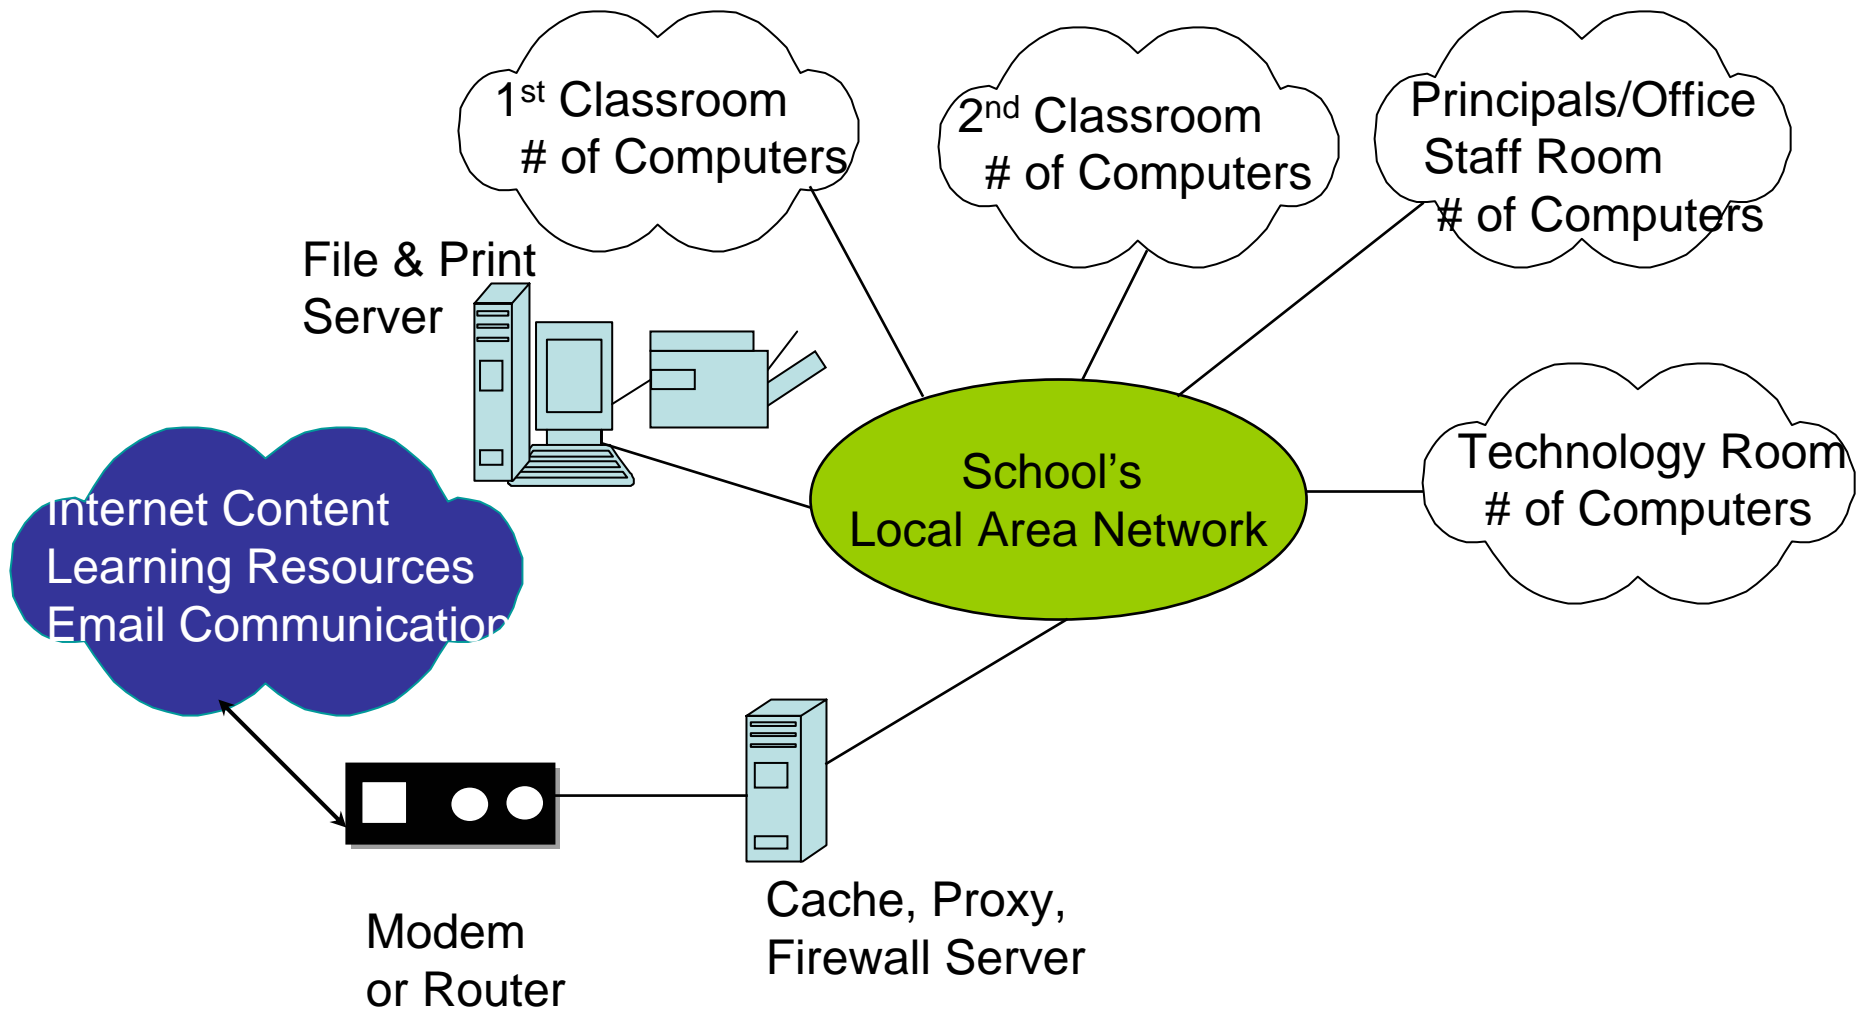 1st Classroom
# of Computers
2nd Classroom
# of Computers
Principals/Office
Staff Room
# of Computers
File & Print
Server
Technology Room
# of Computers
School’s
Local Area Network
Internet Content
Learning Resources
Email Communication
Cache, Proxy,
Firewall Server
Modem
or Router